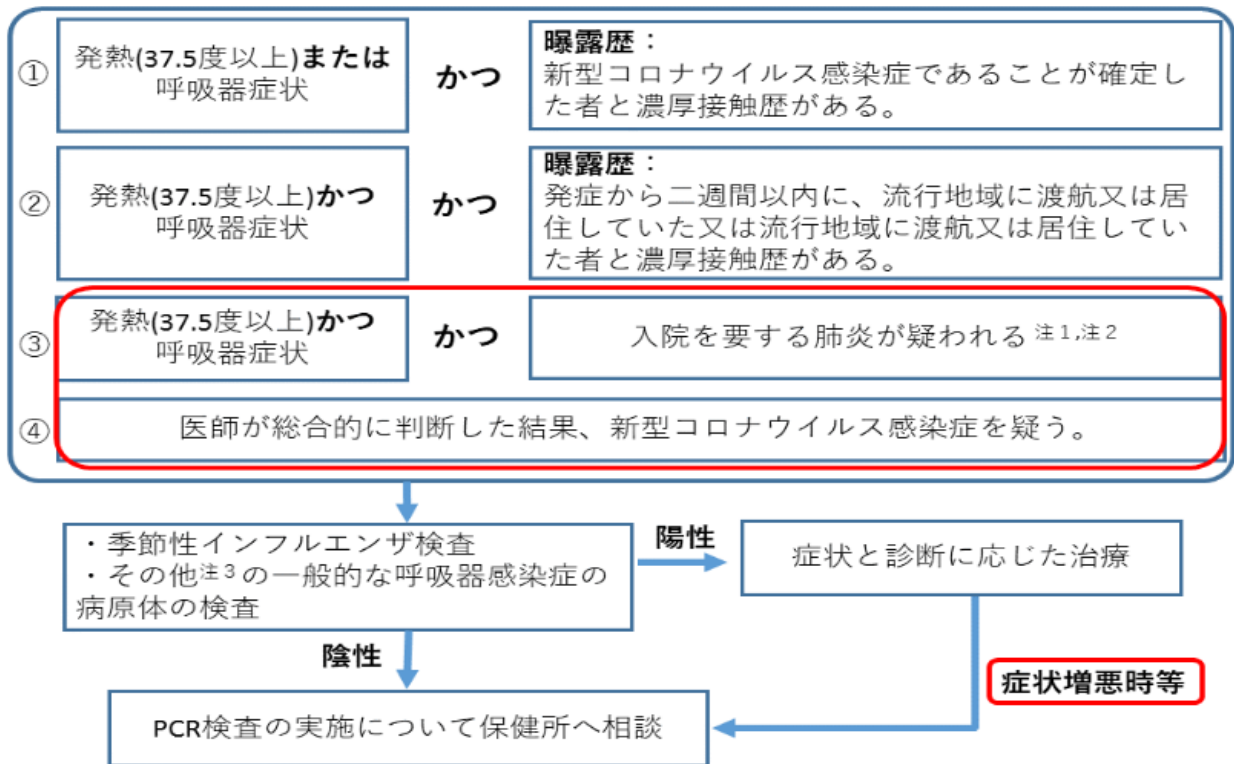 ①
発熱(37.5度以上)または
呼吸器症状
かつ
曝露歴：
新型コロナウイルス感染症であることが確定し
た者と濃厚接触歴がある。
②
発熱(37.5度以上)かつ
呼吸器症状
かつ
曝露歴：
発症から二週間以内に、流行地域に渡航又は居
住していた又は流行地域に渡航又は居住してい
た者と濃厚接触歴がある。
③
発熱(37.5度以上)かつ
呼吸器症状
かつ
入院を要する肺炎が疑われる 注1,注2
④
医師が総合的に判断した結果、新型コロナウイルス感染症を疑う。
・季節性インフルエンザ検査
・その他注3の一般的な呼吸器感染症の
病原体の検査
陽性
症状と診断に応じた治療
陰性
症状増悪時等
PCR検査の実施について保健所へ相談